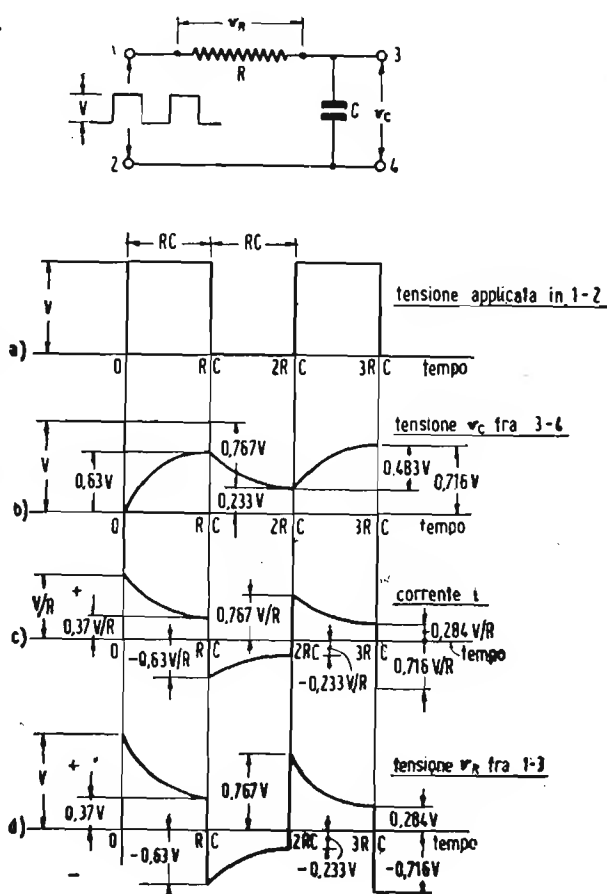 v_R
1
3
R
V
C
v_C
2
4
RC RC
V
tensione applicata in 1-2
a)
0 RC 2RC 3RC tempo
tensione v_C fra 3-4
V
0,63V
0,767V
0,233V
0,483V
0,716V
b)
0 RC 2RC 3RC tempo
corrente i
V/R
+
0,37V/R
0,767 V/R
-0,284V/R
c)
0 RC 2RC 3RC tempo
-0,63V/R
-0,233V/R
0,716V/R
tensione v_R fra 1-3
V
+
0,37V
0,767V
0,284V
d)
0 RC 2RC 3RC tempo
-0,63V
-0,233V
-0,716V
-